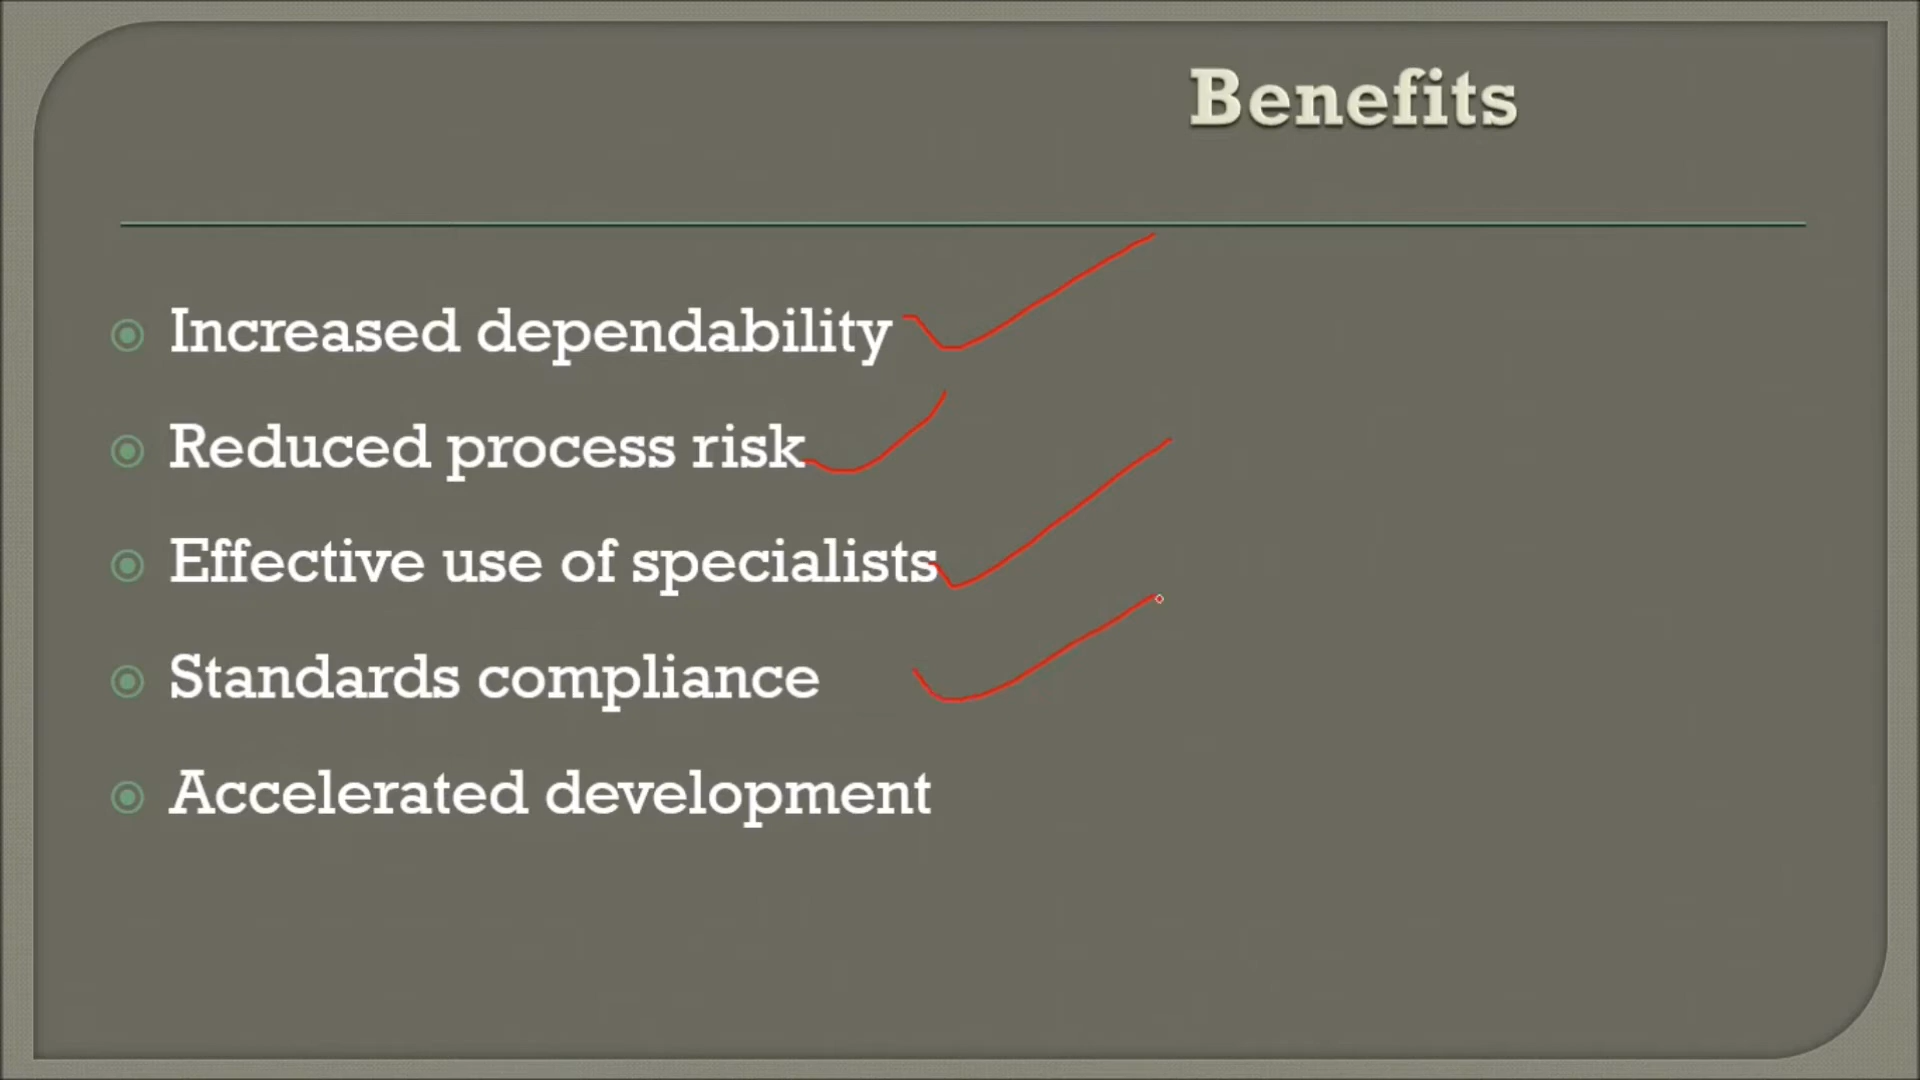 Benefits
Increased dependability
Reduced process risk
Effective use of specialists
Standards compliance
Accelerated development